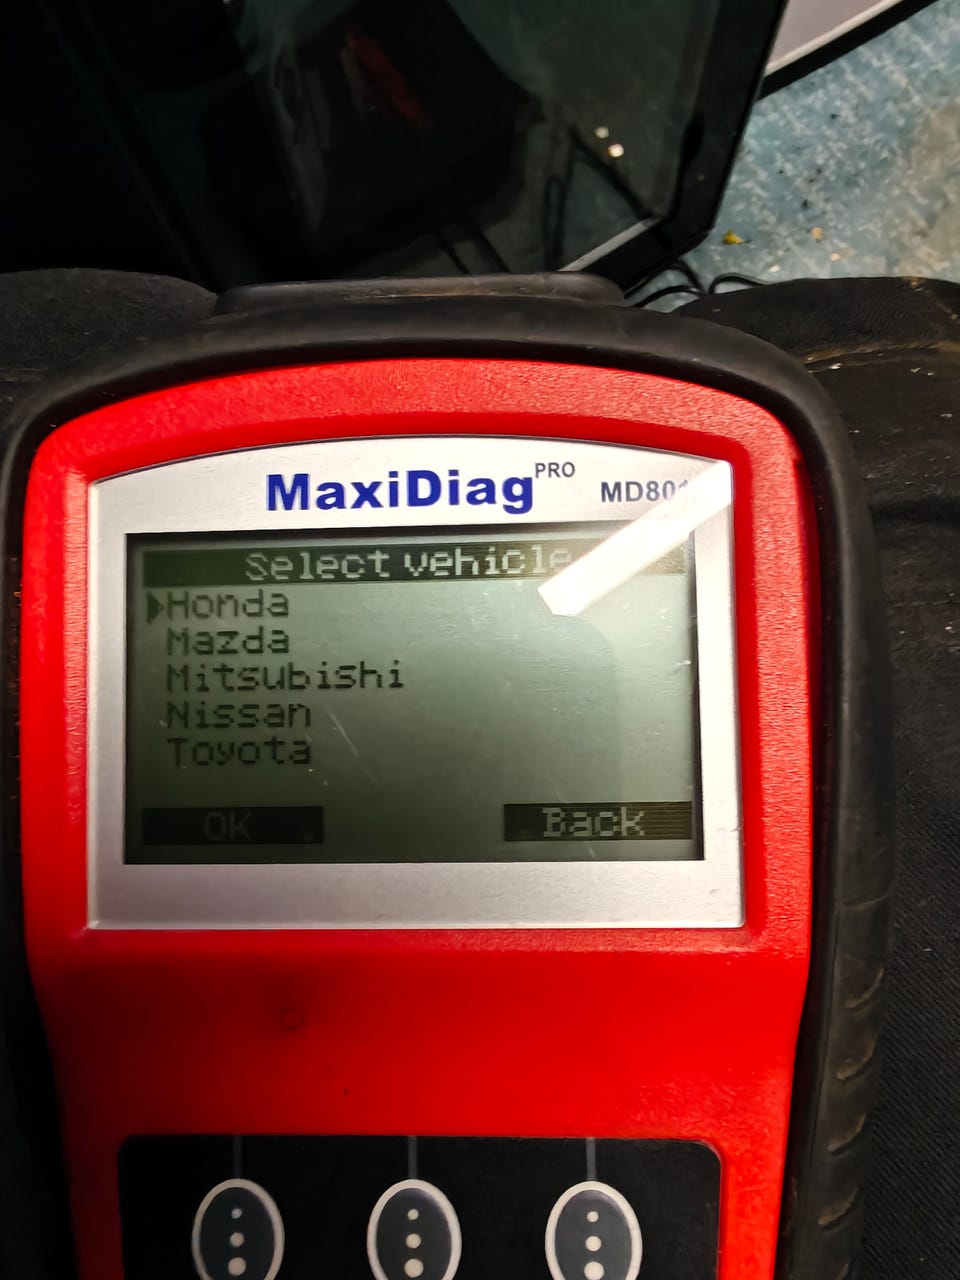 MaxiDiag PRO
Select vehicle
Honda
Mazda
Mitsubishi
Nissan
Toyota
OK Back